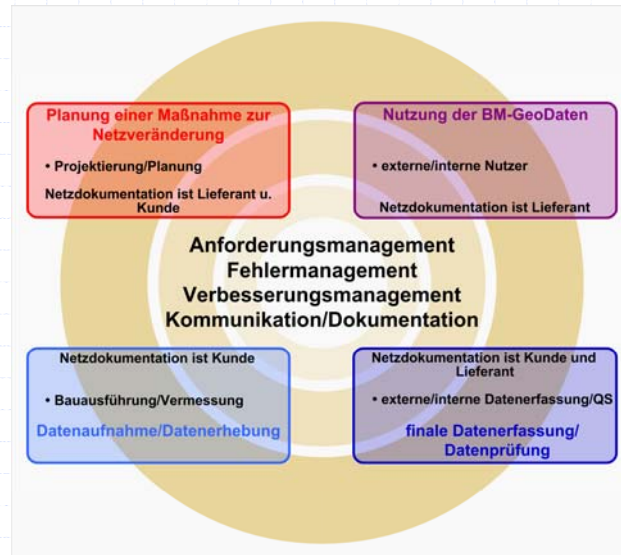 Planung einer Maßnahme zur
Netzveränderung
• Projektierung/Planung
Netzdokumentation ist Lieferant u.
Kunde
Nutzung der BM-GeoDaten
• externe/interne Nutzer
Netzdokumentation ist Lieferant
Anforderungsmanagement
Fehlermanagement
Verbesserungsmanagement
Kommunikation/Dokumentation
Netzdokumentation ist Kunde
• Bauausführung/Vermessung
Datenaufnahme/Datenerhebung
Netzdokumentation ist Kunde und
Lieferant
• externe/interne Datenerfassung/QS
finale Datenerfassung/
Datenprüfung